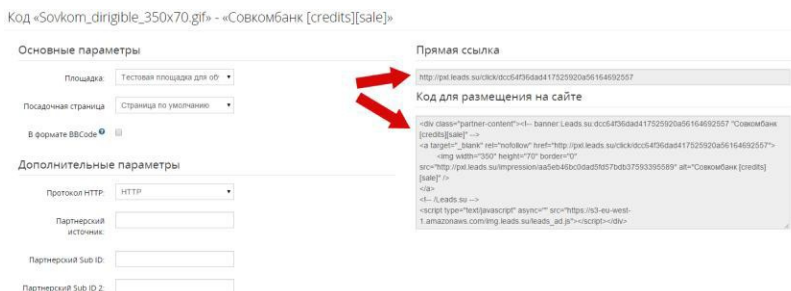 Код «Sovkom_dirigible_350x70.gif» - «Совкомбанк [credits][sale]»
Основные параметры
Площадка: Тестовая площадка для об
Посадочная страница Страница по умолчанию
В формате BBCode
Дополнительные параметры
Протокол HTTP: HTTP
Партнерский
источник:
Партнерский Sub ID:
Партнерский Sub ID 2:
Прямая ссылка
http://pxl.leads.su/click/dcc64f36dad417525920a56164692557
Код для размещения на сайте
<div class="partner-content"><!-- banner Leads.su dcc64f36dad417525920a56164692557 "Совкомбанк
[credits][sale]" -->
<a target="_blank" rel="nofollow" href="http://pxl.leads.su/click/dcc64f36dad417525920a56164692557">
<img width="350" height="70" border="0"
src="http://pxl.leads.su/impression/aa5eb46bc0dad5fd57bdb37593395589" alt="Совкомбанк [credits]
[sale]" />
</a>
<!-- /Leads.su -->
<script type="text/javascript" async="" src="https://s3-eu-west-
1.amazonaws.com/img.leads.su/leads_ad.js"></script></div>